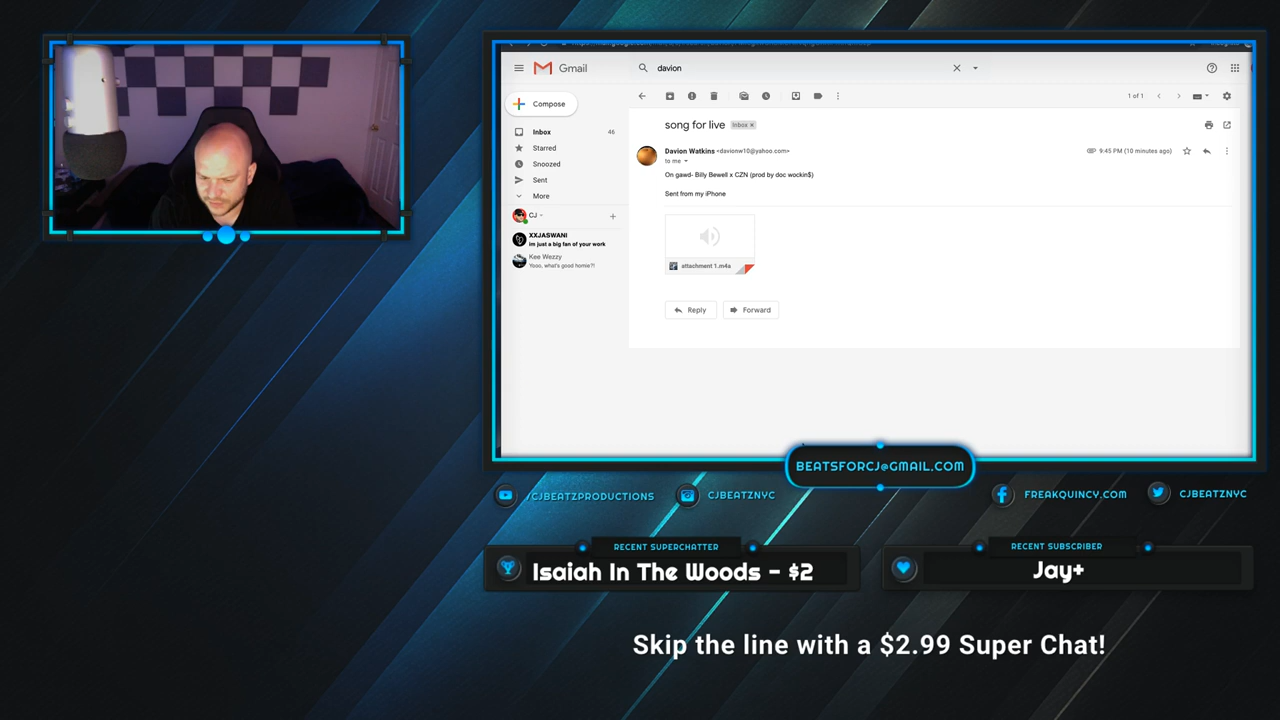 Gmail
davion
Compose
1 of 1
song for live
Inbox x
Inbox 46
Starred
Snoozed
Sent
More
CJ
XXJASWANI
im just a big fan of your work
Kee Wezzy
Yooo, what's good homie?!
Davion Watkins <davionw10@yahoo.com>
9:45 PM (10 minutes ago)
to me
On gawd- Billy Bewell x CZN (prod by doc wockin$)
Sent from my iPhone
attachment 1.m4a
Reply
Forward
BEATSFORCJ@GMAIL.COM
/CJBEATZPRODUCTIONS
CJBEATZNYC
FREAKQUINCY.COM
CJBEATZNYC
RECENT SUPERCHATTER
Isaiah In The Woods - $2
RECENT SUBSCRIBER
Jay+
Skip the line with a $2.99 Super Chat!